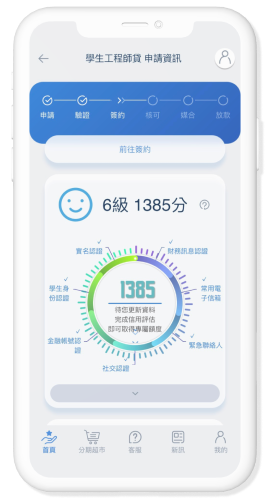 學生工程師貸 申請資訊
申請 驗證 簽約 核可 媒合 放款
前往簽約
6級 1385分
實名認證 財務訊息認證
學生身
份認證
常用電
子信箱
1385
待您更新資料
完成信用評估
即可取得專屬額度
金融帳號認
證
緊急聯絡人
社交認證
首頁 分期超市 客服 新訊 我的